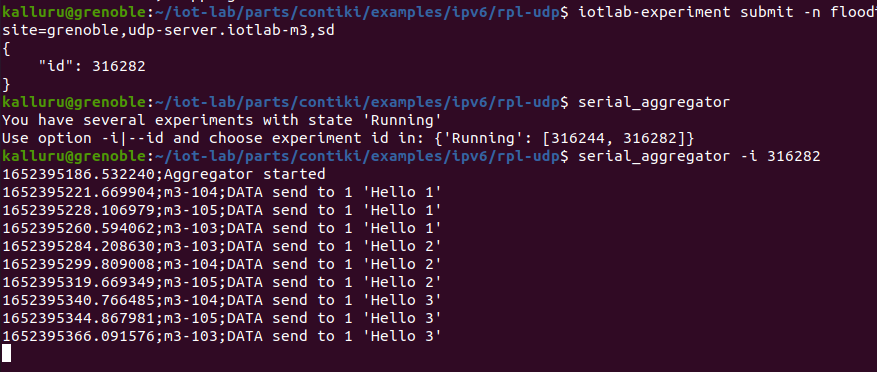 kalluru@grenoble:~/iot-lab/parts/contiki/examples/ipv6/rpl-udp$ iotlab-experiment submit -n flood
site=grenoble,udp-server.iotlab-m3,sd
{
    "id": 316282
}
kalluru@grenoble:~/iot-lab/parts/contiki/examples/ipv6/rpl-udp$ serial_aggregator
You have several experiments with state 'Running'
Use option -i|--id and choose experiment id in: {'Running': [316244, 316282]}
kalluru@grenoble:~/iot-lab/parts/contiki/examples/ipv6/rpl-udp$ serial_aggregator -i 316282
1652395186.532240;Aggregator started
1652395221.669904;m3-104;DATA send to 1 'Hello 1'
1652395228.106979;m3-105;DATA send to 1 'Hello 1'
1652395260.594062;m3-103;DATA send to 1 'Hello 1'
1652395284.208630;m3-103;DATA send to 1 'Hello 2'
1652395299.809008;m3-104;DATA send to 1 'Hello 2'
1652395319.669349;m3-105;DATA send to 1 'Hello 2'
1652395340.766485;m3-104;DATA send to 1 'Hello 3'
1652395344.867981;m3-105;DATA send to 1 'Hello 3'
1652395366.091576;m3-103;DATA send to 1 'Hello 3'